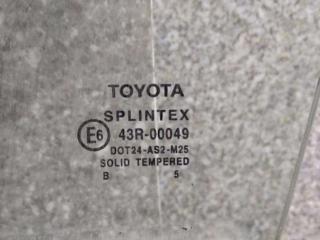 TOYOTA
SPLINTEX
E6 43R-00049
DOT24-AS2-M25
SOLID TEMPERED
B 5